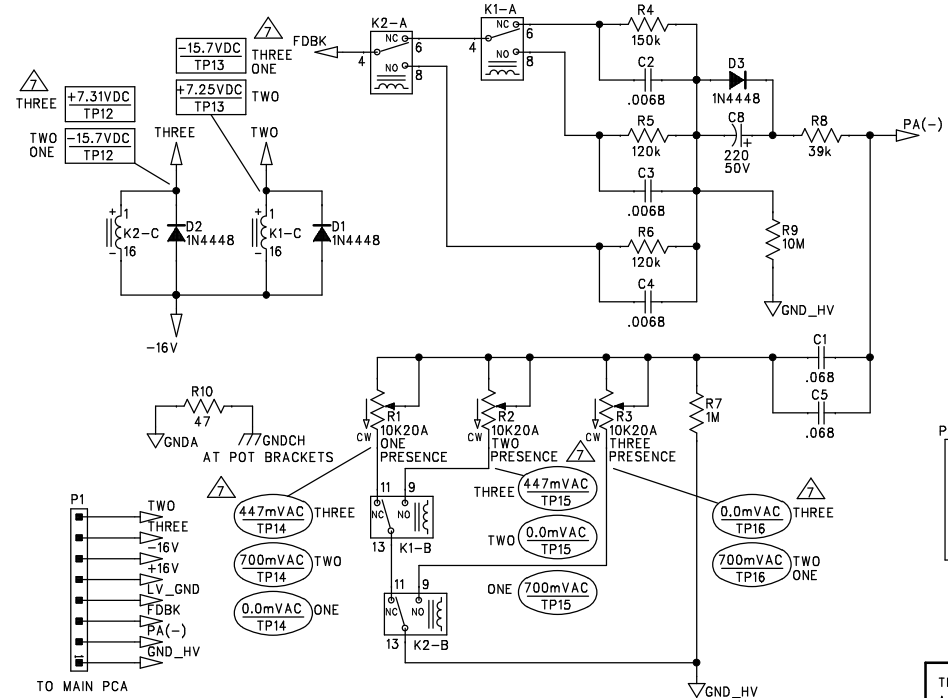 K2-A
K1-A
R4
150k
NC
6
4
NO
8
NC
6
4
NO
8
FDBK
7
-15.7VDC
TP13
THREE
ONE
+7.25VDC
TP13
TWO
7
THREE
+7.31VDC
TP12
TWO
ONE
-15.7VDC
TP12
THREE
TWO
C2
.0068
D3
1N4448
R5
120k
C8
+
220
50V
R8
39k
PA(-)
C3
.0068
R6
120k
C4
.0068
R9
10M
GND_HV
+
1
K2-C
-
16
D2
1N4448
+
1
K1-C
-
16
D1
1N4448
-16V
C1
.068
C5
.068
R10
47
GNDA
GNDCH
AT POT BRACKETS
R1
10K20A
ONE
PRESENCE
CW
R2
10K20A
TWO
PRESENCE
CW
R3
10K20A
THREE
PRESENCE
CW
R7
1M
7
447mVAC
TP14
THREE
700mVAC
TP14
TWO
0.0mVAC
TP14
ONE
11
9
NC
NO
13
K1-B
7
THREE
447mVAC
TP15
TWO
0.0mVAC
TP15
ONE
700mVAC
TP15
7
0.0mVAC
TP16
THREE
700mVAC
TP16
TWO
ONE
11
9
NC
NO
13
K2-B
GND_HV
P1
TWO
THREE
-16V
+16V
LV_GND
FDBK
PA(-)
GND_HV
1
TO MAIN PCA
P